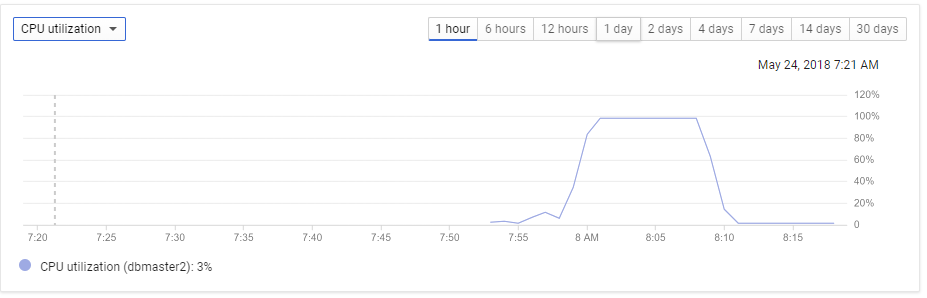 CPU utilization
1 hour 6 hours 12 hours 1 day 2 days 4 days 7 days 14 days 30 days
May 24, 2018 7:21 AM
120%
100%
80%
60%
40%
20%
0
7:20 7:25 7:30 7:35 7:40 7:45 7:50 7:55 8 AM 8:05 8:10 8:15
CPU utilization (dbmaster2): 3%